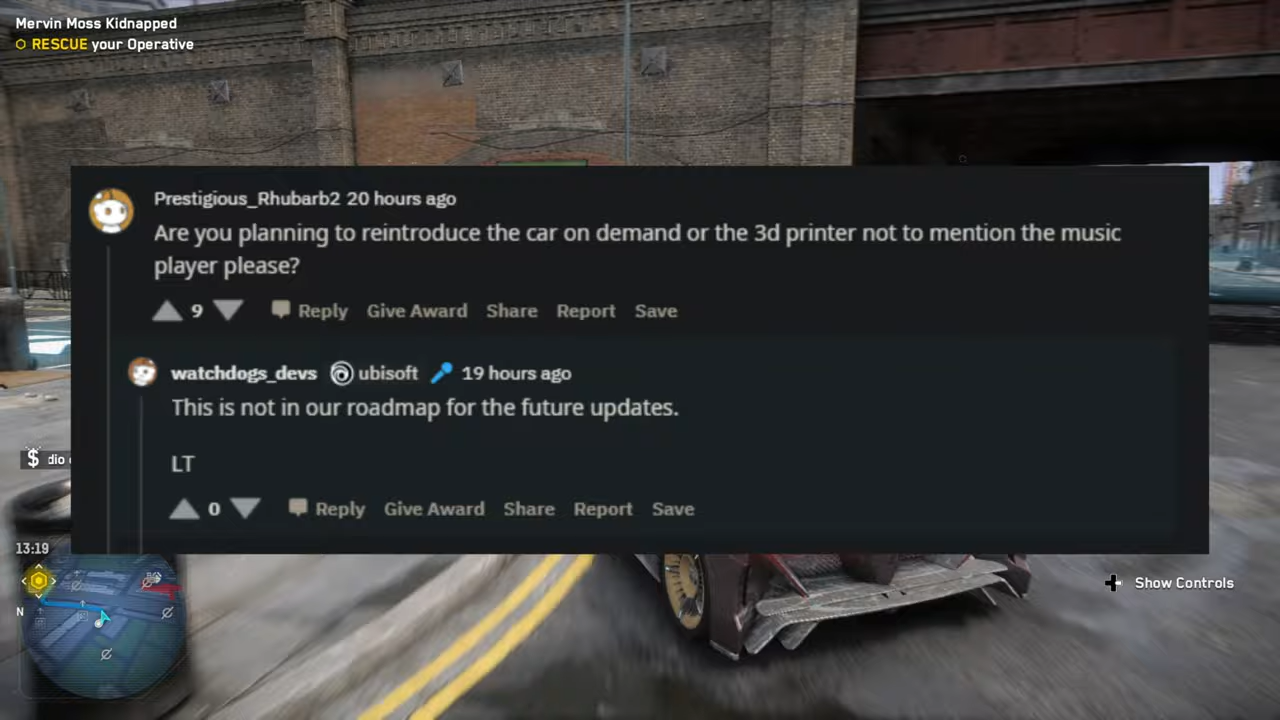 Mervin Moss Kidnapped
RESCUE your Operative
Prestigious_Rhubarb2 20 hours ago
Are you planning to reintroduce the car on demand or the 3d printer not to mention the music
player please?
9 Reply Give Award Share Report Save
watchdogs_devs ubisoft 19 hours ago
This is not in our roadmap for the future updates.
$ dio
LT
0 Reply Give Award Share Report Save
13:19
Show Controls
N